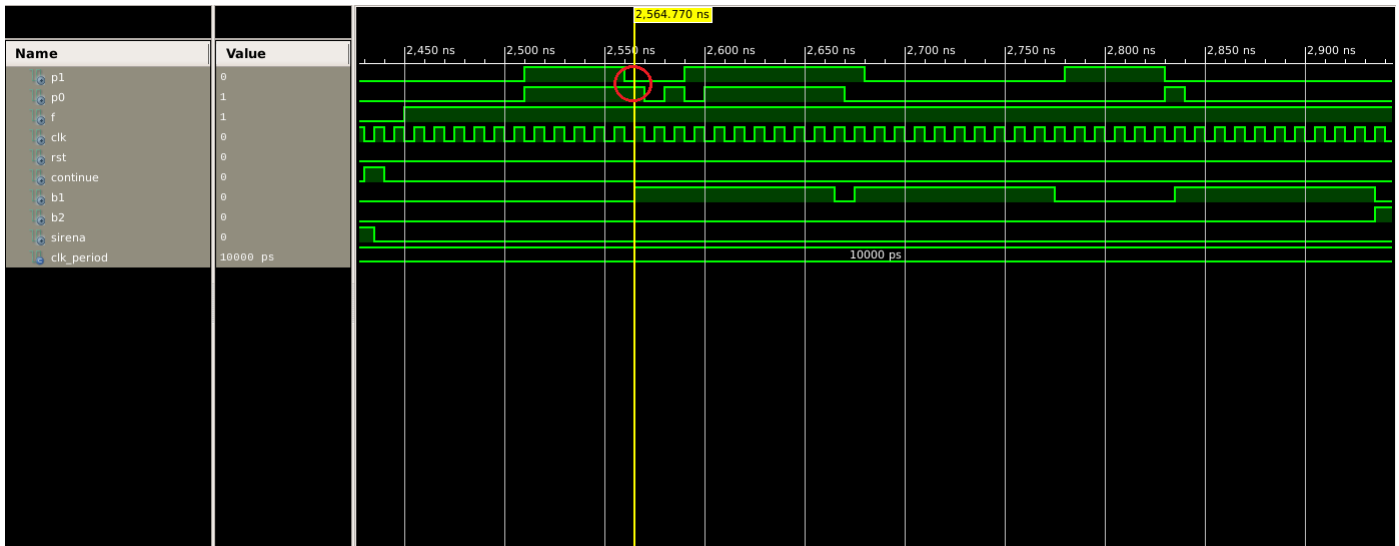 2,564.770 ns
Name Value
2,450 ns 2,500 ns 2,550 ns 2,600 ns 2,650 ns 2,700 ns 2,750 ns 2,800 ns 2,850 ns 2,900 ns
p1 0
p0 1
f 1
clk 0
rst 0
continue 0
b1 0
b2 0
sirena 0
clk_period 10000 ps 10000 ps